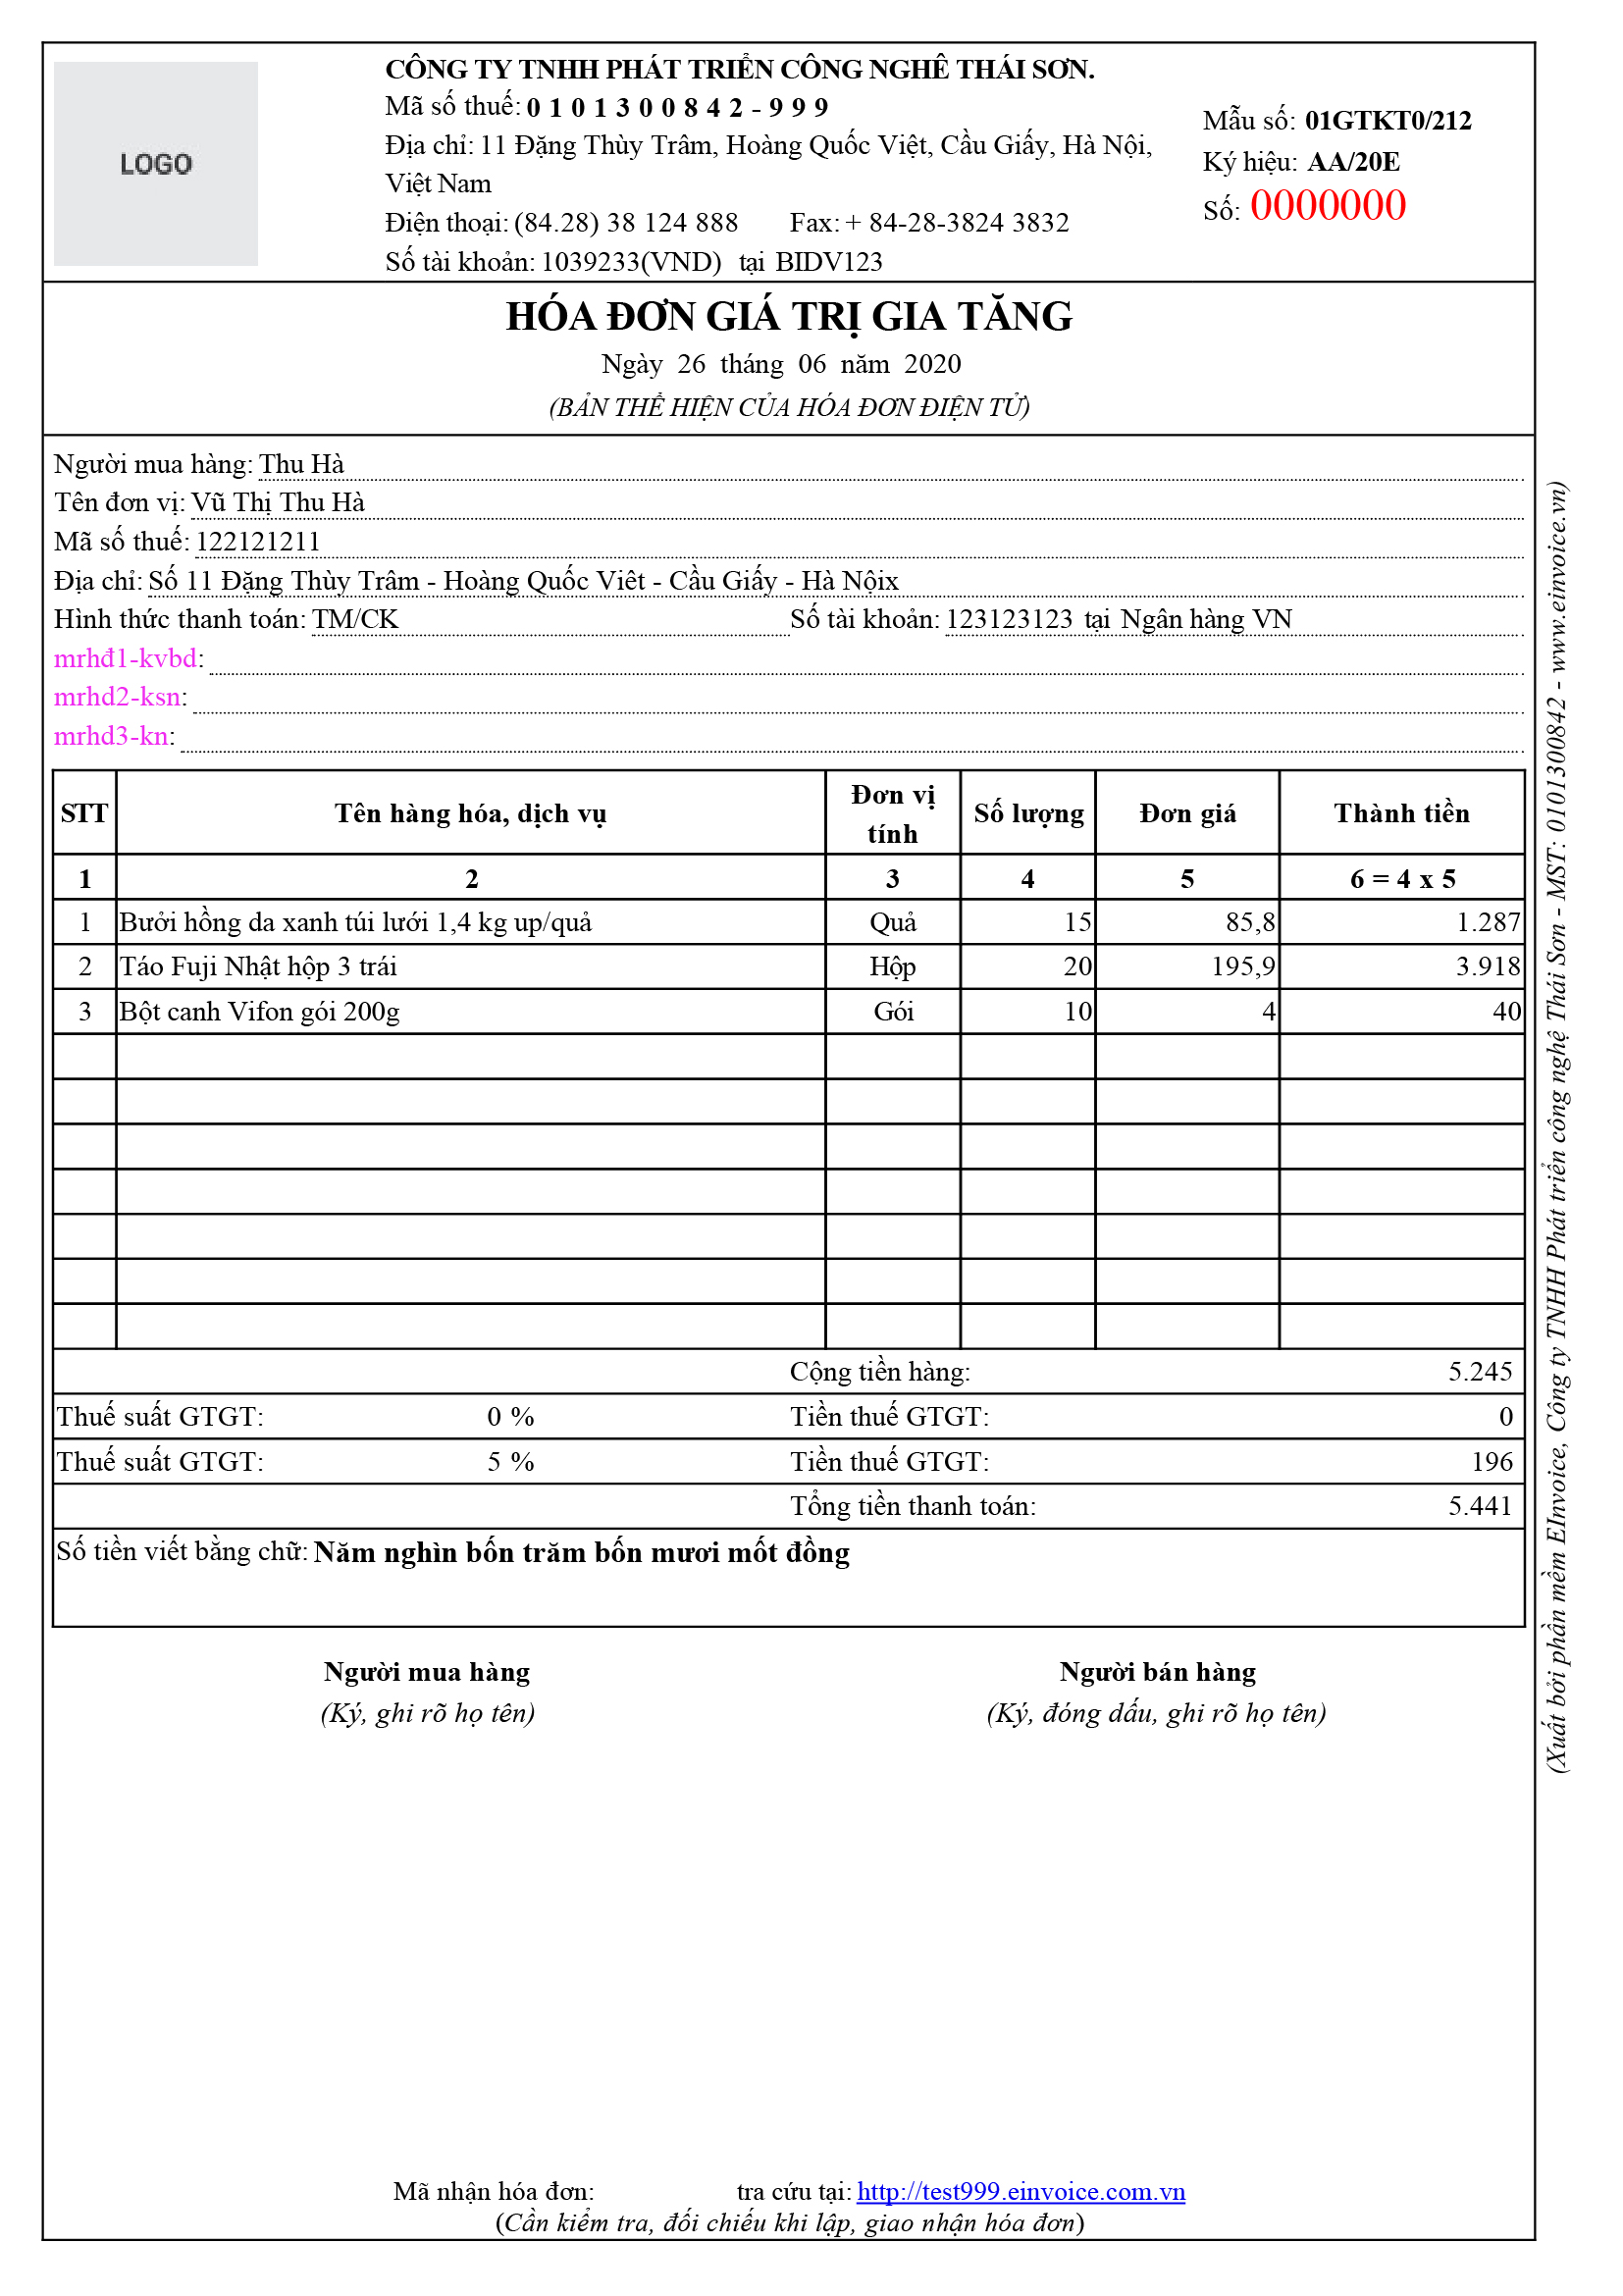 LOGO
CÔNG TY TNHH PHÁT TRIỂN CÔNG NGHÊ THÁI SƠN.
Mã số thuế: 0 1 0 1 3 0 0 8 4 2 - 9 9 9
Địa chỉ: 11 Đặng Thùy Trâm, Hoàng Quốc Việt, Cầu Giấy, Hà Nội,
Việt Nam
Điện thoại: (84.28) 38 124 888 Fax: + 84-28-3824 3832
Số tài khoản: 1039233(VND) tại BIDV123
Mẫu số: 01GTKT0/212
Ký hiệu: AA/20E
Số: 0000000
HÓA ĐƠN GIÁ TRỊ GIA TĂNG
Ngày 26 tháng 06 năm 2020
(BẢN THỂ HIỆN CỦA HÓA ĐƠN ĐIỆN TỬ)
Người mua hàng: Thu Hà
Tên đơn vị: Vũ Thị Thu Hà
Mã số thuế: 122121211
Địa chỉ: Số 11 Đặng Thùy Trâm - Hoàng Quốc Viêt - Cầu Giấy - Hà Nộix
Hình thức thanh toán: TM/CK Số tài khoản: 123123123 tại Ngân hàng VN
mrhđ1-kvbd:
mrhd2-ksn:
mrhd3-kn:
STT Tên hàng hóa, dịch vụ Đơn vị tính Số lượng Đơn giá Thành tiền
1 2 3 4 5 6 = 4 x 5
1 Bưởi hồng da xanh túi lưới 1,4 kg up/quả Quả 15 85,8 1.287
2 Táo Fuji Nhật hộp 3 trái Hộp 20 195,9 3.918
3 Bột canh Vifon gói 200g Gói 10 4 40
Cộng tiền hàng: 5.245
Thuế suất GTGT: 0 % Tiền thuế GTGT: 0
Thuế suất GTGT: 5 % Tiền thuế GTGT: 196
Tổng tiền thanh toán: 5.441
Số tiền viết bằng chữ: Năm nghìn bốn trăm bốn mươi mốt đồng
Người mua hàng Người bán hàng
(Ký, ghi rõ họ tên) (Ký, đóng dấu, ghi rõ họ tên)
Mã nhận hóa đơn: tra cứu tại: http://test999.einvoice.com.vn
(Cần kiểm tra, đối chiếu khi lập, giao nhận hóa đơn)
(Xuất bởi phần mềm EInvoice, Công ty TNHH Phát triển công nghệ Thái Sơn - MST: 0101300842 - www.einvoice.vn)